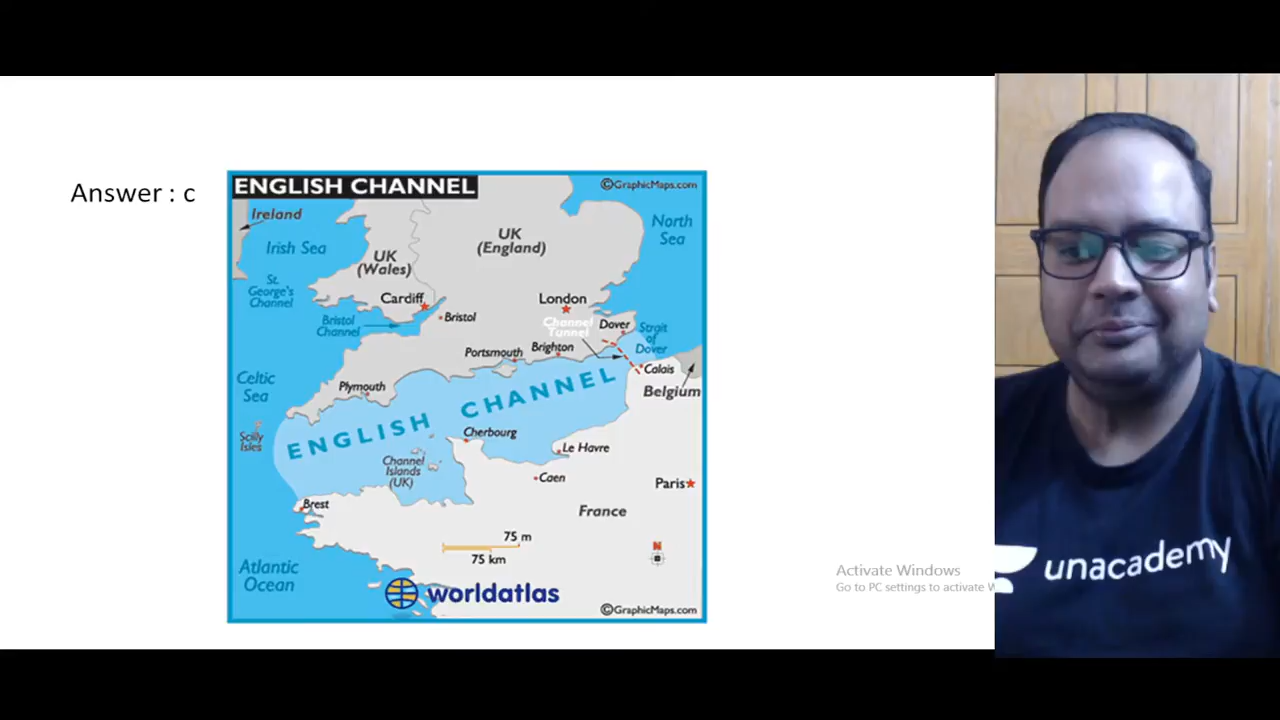 Answer : c
ENGLISH CHANNEL
©GraphicMaps.com
Ireland
North
Sea
UK
(England)
Irish Sea
UK
(Wales)
St.
George's
Channel
Cardiff
London
Bristol
Bristol
Channel
Channel
Tunnel
Dover
Strait
of
Dover
Portsmouth
Brighton
Calais
Belgium
Celtic
Sea
Plymouth
ENGLISH CHANNEL
Scilly
Isles
Cherbourg
Le Havre
Channel
Islands
(UK)
Caen
Paris
Brest
France
75 m
75 km
N
Atlantic
Ocean
worldatlas
©GraphicMaps.com
Activate Windows
Go to PC settings to activate W
unacademy